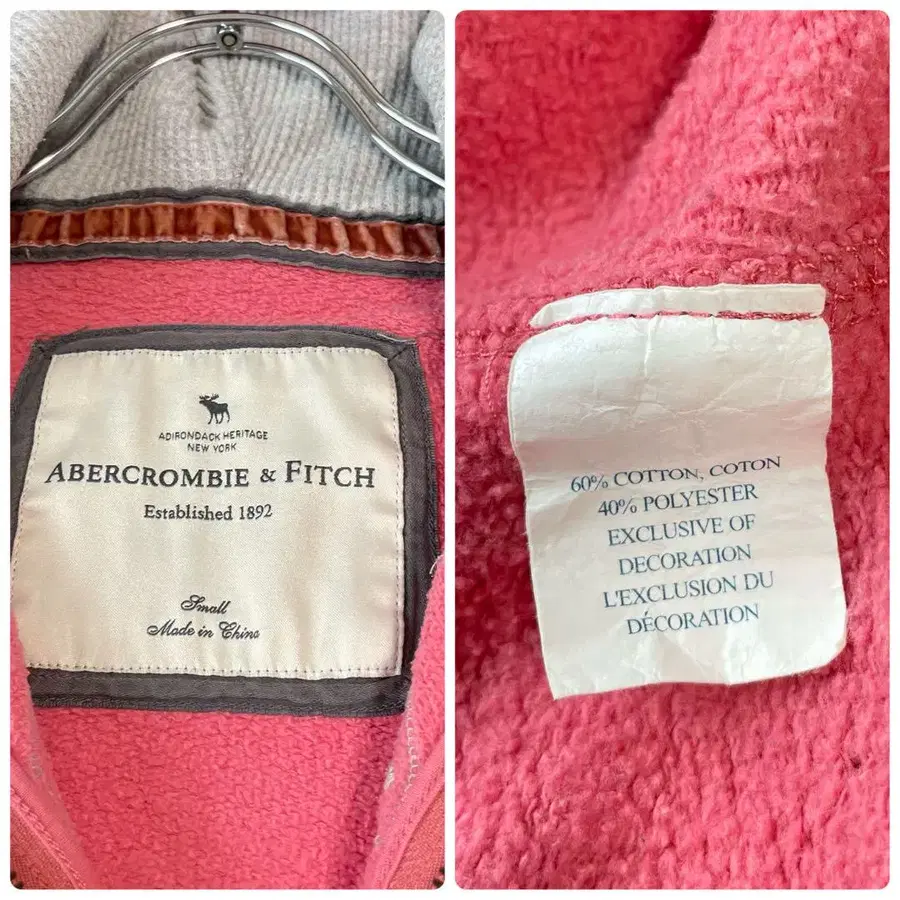 ADIRONDACK HERITAGE
NEW YORK
ABERCROMBIE & FITCH
Established 1892
Small
Made in China
60% COTTON, COTON
40% POLYESTER
EXCLUSIVE OF
DECORATION
L'EXCLUSION DU
DÉCORATION